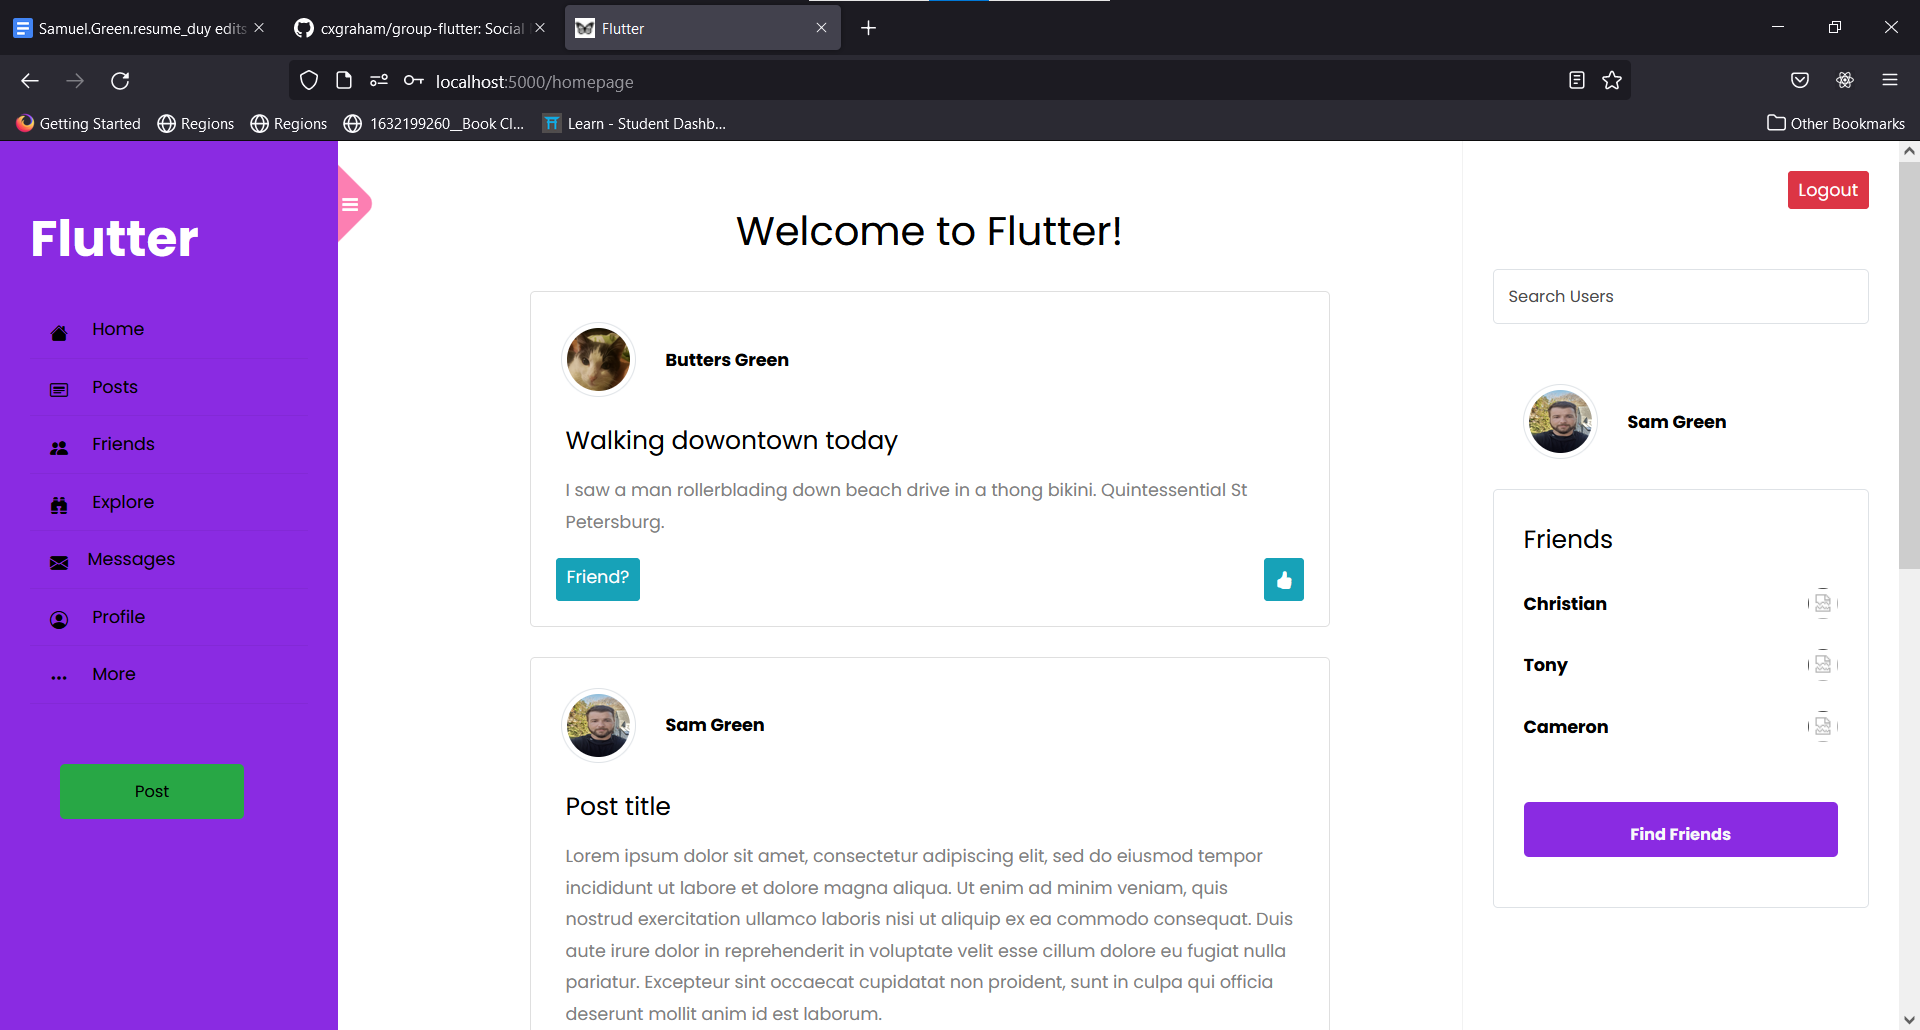 Samuel.Green.resume_duy edits
cxgraham/group-flutter: Social
Flutter
localhost:5000/homepage
Getting Started
Regions
Regions
1632199260__Book Cl...
Learn - Student Dashb...
Other Bookmarks
Flutter
Home
Posts
Friends
Explore
Messages
Profile
More
Post
Welcome to Flutter!
Butters Green
Walking dowontown today
I saw a man rollerblading down beach drive in a thong bikini. Quintessential St
Petersburg.
Friend?
Sam Green
Post title
Lorem ipsum dolor sit amet, consectetur adipiscing elit, sed do eiusmod tempor
incididunt ut labore et dolore magna aliqua. Ut enim ad minim veniam, quis
nostrud exercitation ullamco laboris nisi ut aliquip ex ea commodo consequat. Duis
aute irure dolor in reprehenderit in voluptate velit esse cillum dolore eu fugiat nulla
pariatur. Excepteur sint occaecat cupidatat non proident, sunt in culpa qui officia
deserunt mollit anim id est laborum.
Logout
Search Users
Sam Green
Friends
Christian
Tony
Cameron
Find Friends